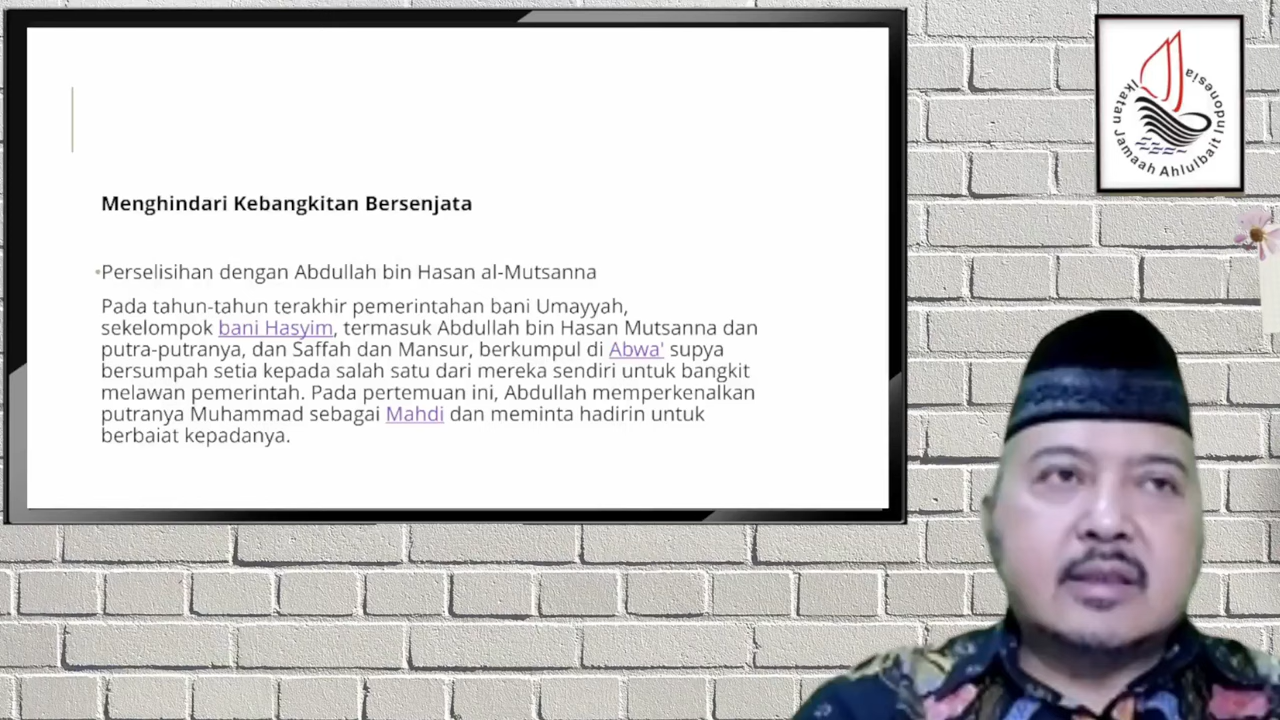 Menghindari Kebangkitan Bersenjata
•Perselisihan dengan Abdullah bin Hasan al-Mutsanna
Pada tahun-tahun terakhir pemerintahan bani Umayyah,
sekelompok bani Hasyim, termasuk Abdullah bin Hasan Mutsanna dan
putra-putranya, dan Saffah dan Mansur, berkumpul di Abwa' supya
bersumpah setia kepada salah satu dari mereka sendiri untuk bangkit
melawan pemerintah. Pada pertemuan ini, Abdullah memperkenalkan
putranya Muhammad sebagai Mahdi dan meminta hadirin untuk
berbaiat kepadanya.
Ikatan Jamaah Ahlulbait Indonesia